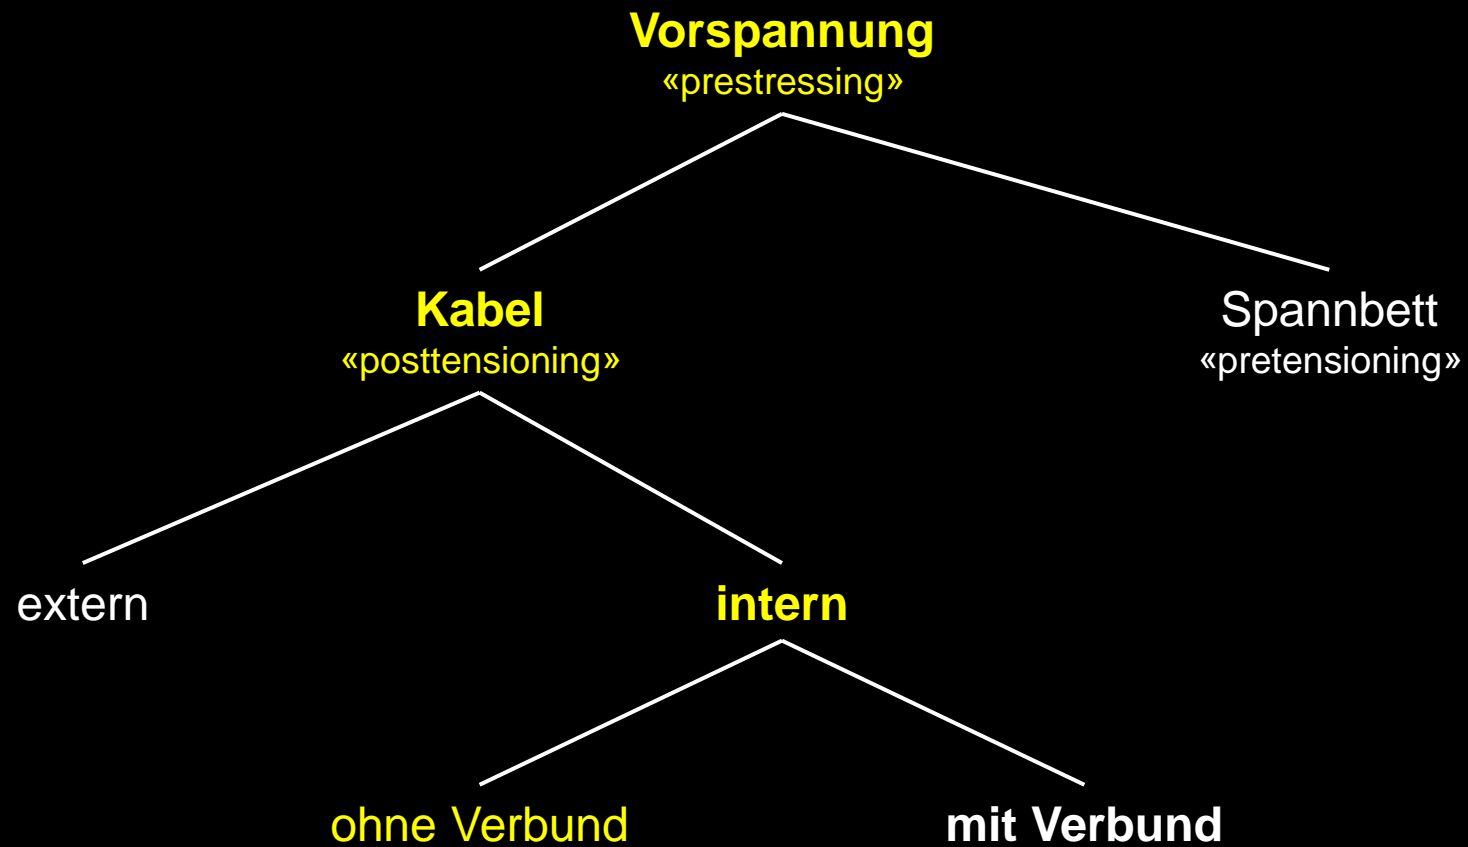 Vorspannung
«prestressing»
Kabel
«posttensioning»
Spannbett
«pretensioning»
extern
intern
ohne Verbund
mit Verbund